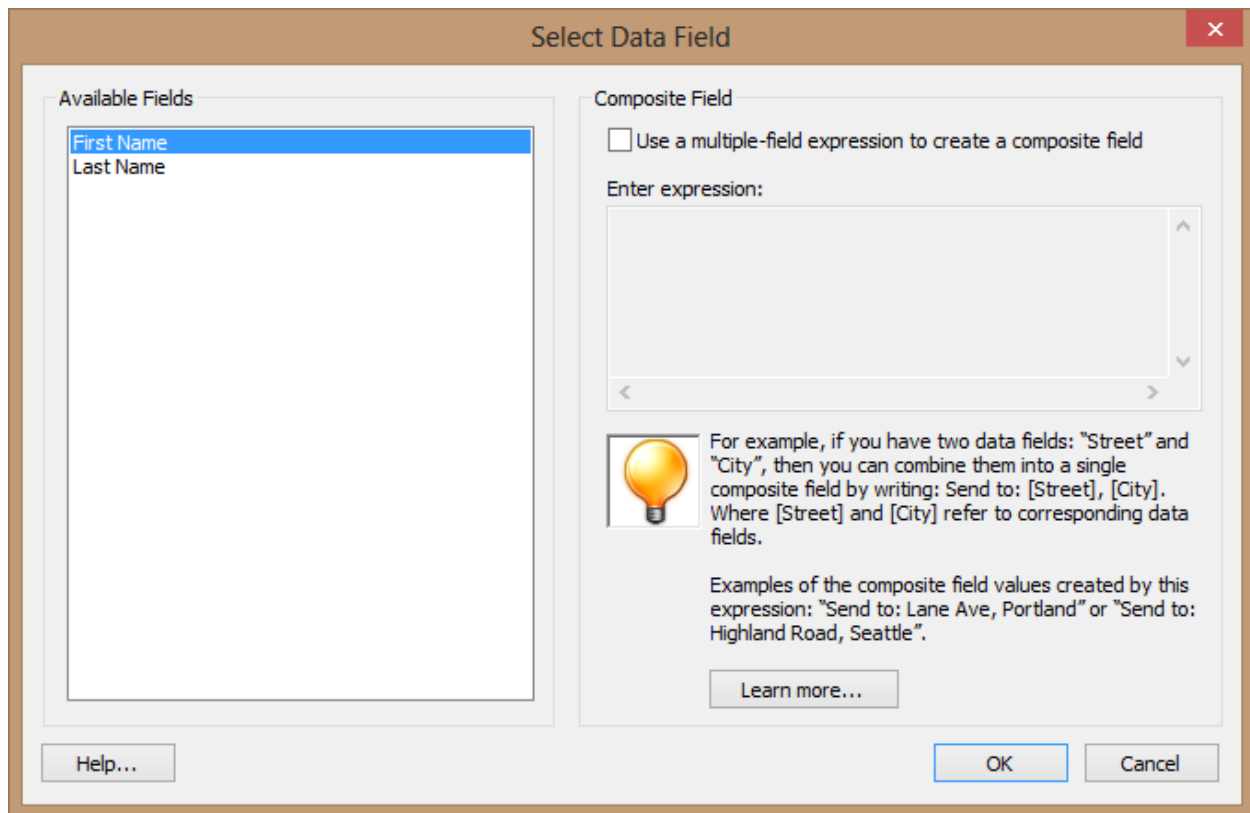 Select Data Field
Available Fields
First Name
Last Name
Composite Field
Use a multiple-field expression to create a composite field
Enter expression:
For example, if you have two data fields: “Street” and
“City”, then you can combine them into a single
composite field by writing: Send to: [Street], [City].
Where [Street] and [City] refer to corresponding data
fields.
Examples of the composite field values created by this
expression: “Send to: Lane Ave, Portland” or “Send to:
Highland Road, Seattle”.
Learn more...
Help...
OK
Cancel